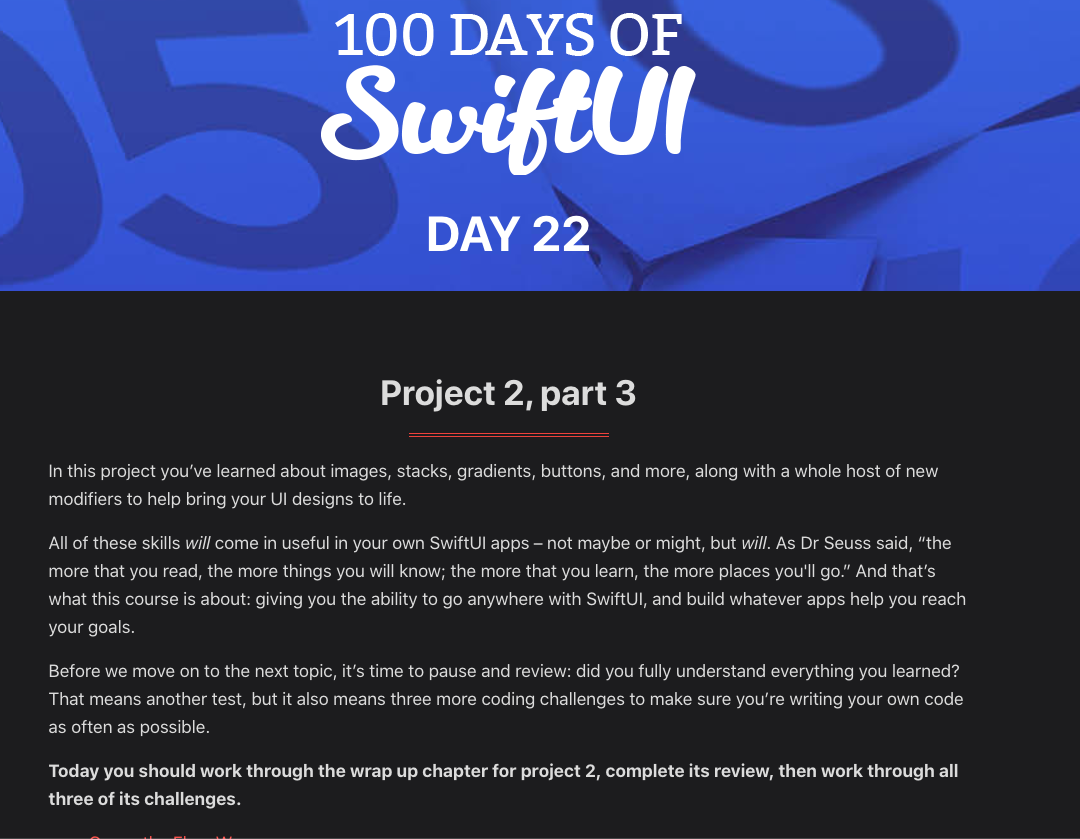 100 DAYS OF
SwiftUI
DAY 22
Project 2, part 3
In this project you’ve learned about images, stacks, gradients, buttons, and more, along with a whole host of new
modifiers to help bring your UI designs to life.
All of these skills will come in useful in your own SwiftUI apps – not maybe or might, but will. As Dr Seuss said, “the
more that you read, the more things you will know; the more that you learn, the more places you'll go.” And that’s
what this course is about: giving you the ability to go anywhere with SwiftUI, and build whatever apps help you reach
your goals.
Before we move on to the next topic, it’s time to pause and review: did you fully understand everything you learned?
That means another test, but it also means three more coding challenges to make sure you’re writing your own code
as often as possible.
Today you should work through the wrap up chapter for project 2, complete its review, then work through all
three of its challenges.